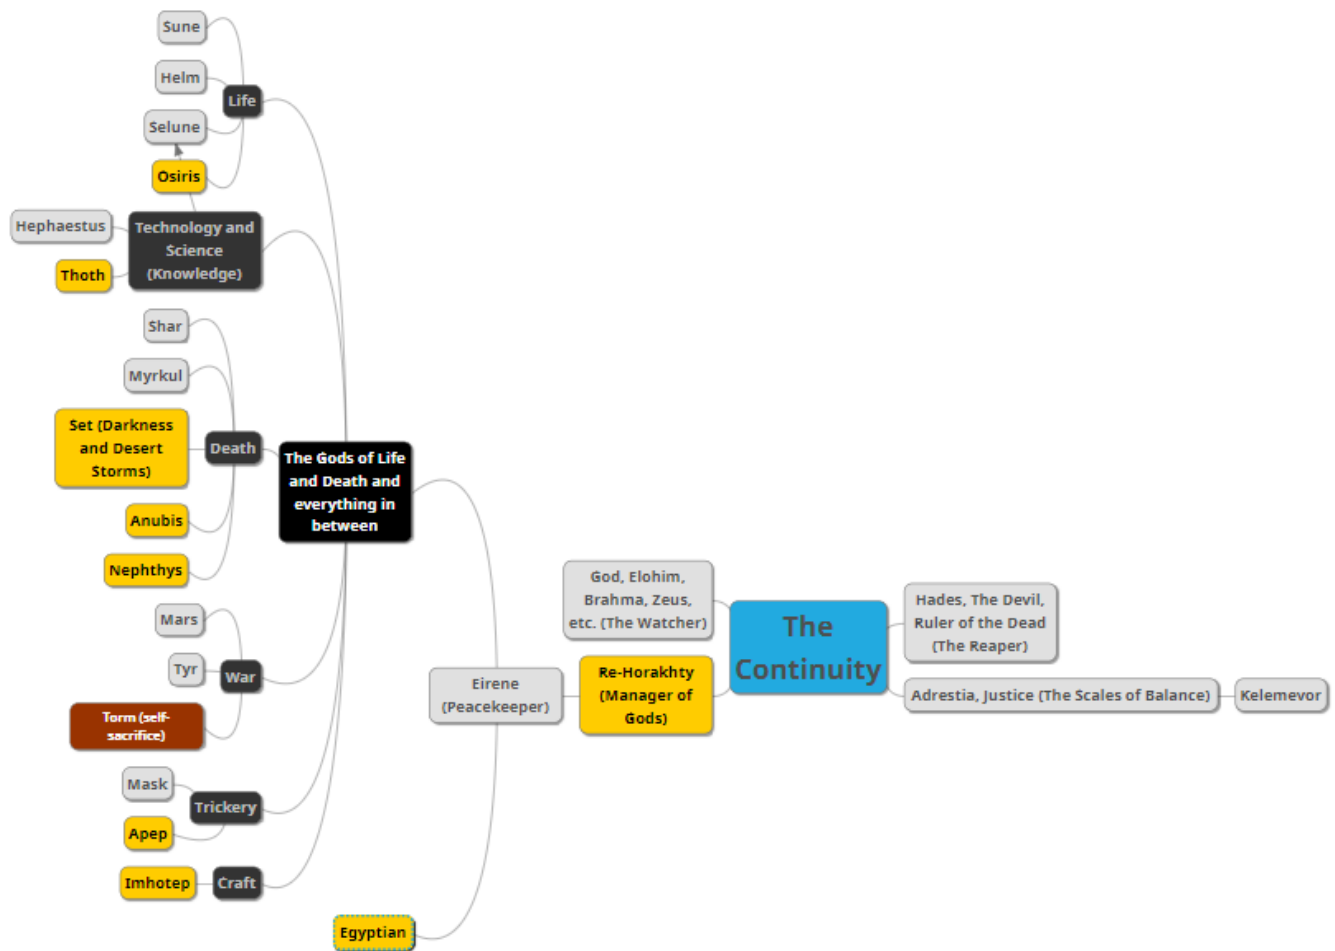 Sune
Helm
Life
Selune
Osiris
Hephaestus
Technology and
Science
(Knowledge)
Thoth
Shar
Myrkul
Set (Darkness
and Desert
Storms)
Death
Anubis
Nephthys
The Gods of Life
and Death and
everything in
between
Mars
Tyr
War
Torm (self-
sacrifice)
Mask
Trickery
Apep
Imhotep
Craft
Egyptian
Eirene
(Peacekeeper)
God, Elohim,
Brahma, Zeus,
etc. (The Watcher)
Re-Horakhty
(Manager of
Gods)
The
Continuity
Hades, The Devil,
Ruler of the Dead
(The Reaper)
Adrestia, Justice (The Scales of Balance)
Kelemevor